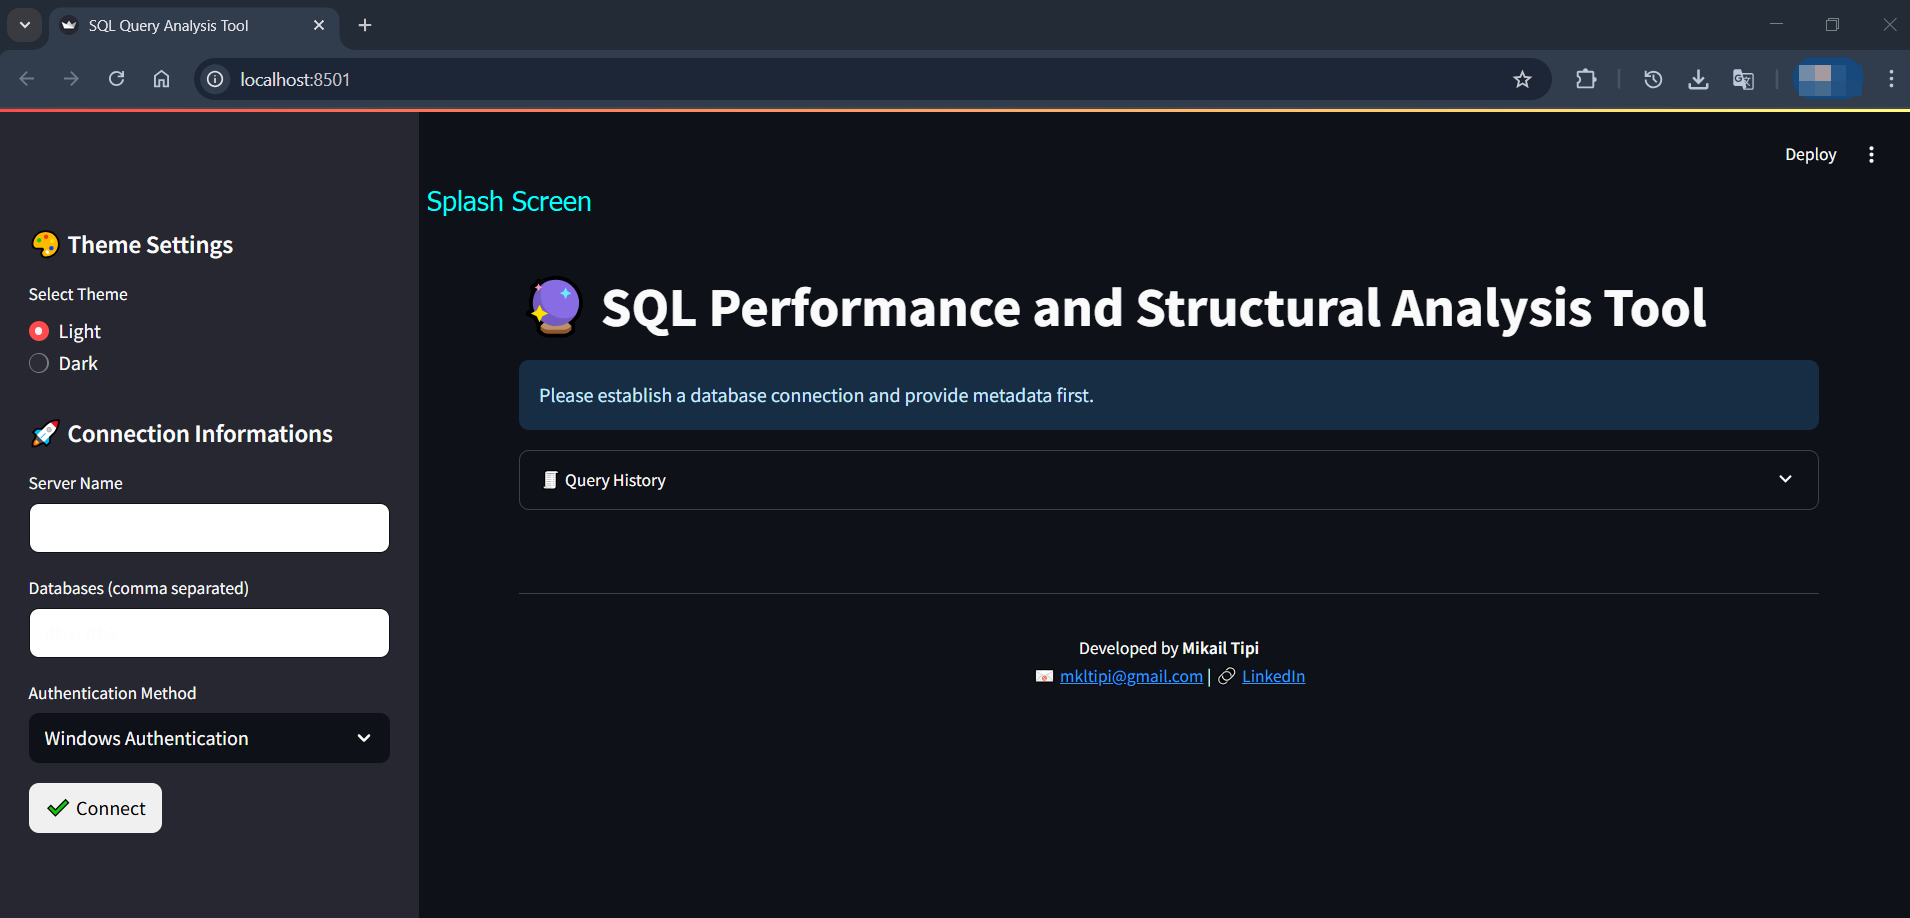 SQL Query Analysis Tool
localhost:8501
Deploy
Splash Screen
Theme Settings
Select Theme
Light
Dark
Connection Informations
Server Name
Databases (comma separated)
Authentication Method
Windows Authentication
Connect
SQL Performance and Structural Analysis Tool
Please establish a database connection and provide metadata first.
Query History
Developed by Mikail Tipi
mkltipi@gmail.com | LinkedIn